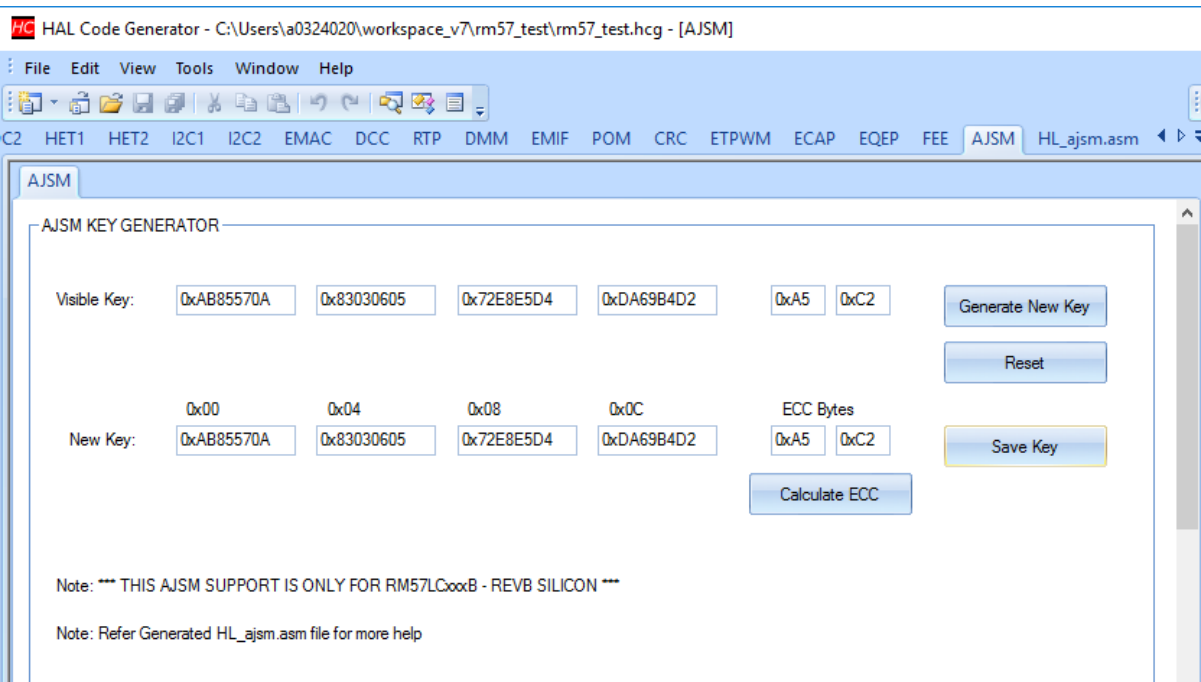 HC HAL Code Generator - C:\Users\a0324020\workspace_v7\rm57_test\rm57_test.hcg - [AJSM]
File Edit View Tools Window Help
C2 HET1 HET2 I2C1 I2C2 EMAC DCC RTP DMM EMIF POM CRC ETPWM ECAP EQEP FEE AJSM HL_ajsm.asm
AJSM
AJSM KEY GENERATOR
Visible Key: 0xAB85570A 0x83030605 0x72E8E5D4 0xDA69B4D2 0xA5 0xC2 Generate New Key
Reset
0x00 0x04 0x08 0x0C ECC Bytes
New Key: 0xAB85570A 0x83030605 0x72E8E5D4 0xDA69B4D2 0xA5 0xC2 Save Key
Calculate ECC
Note: *** THIS AJSM SUPPORT IS ONLY FOR RM57LCxxxB - REVB SILICON ***
Note: Refer Generated HL_ajsm.asm file for more help